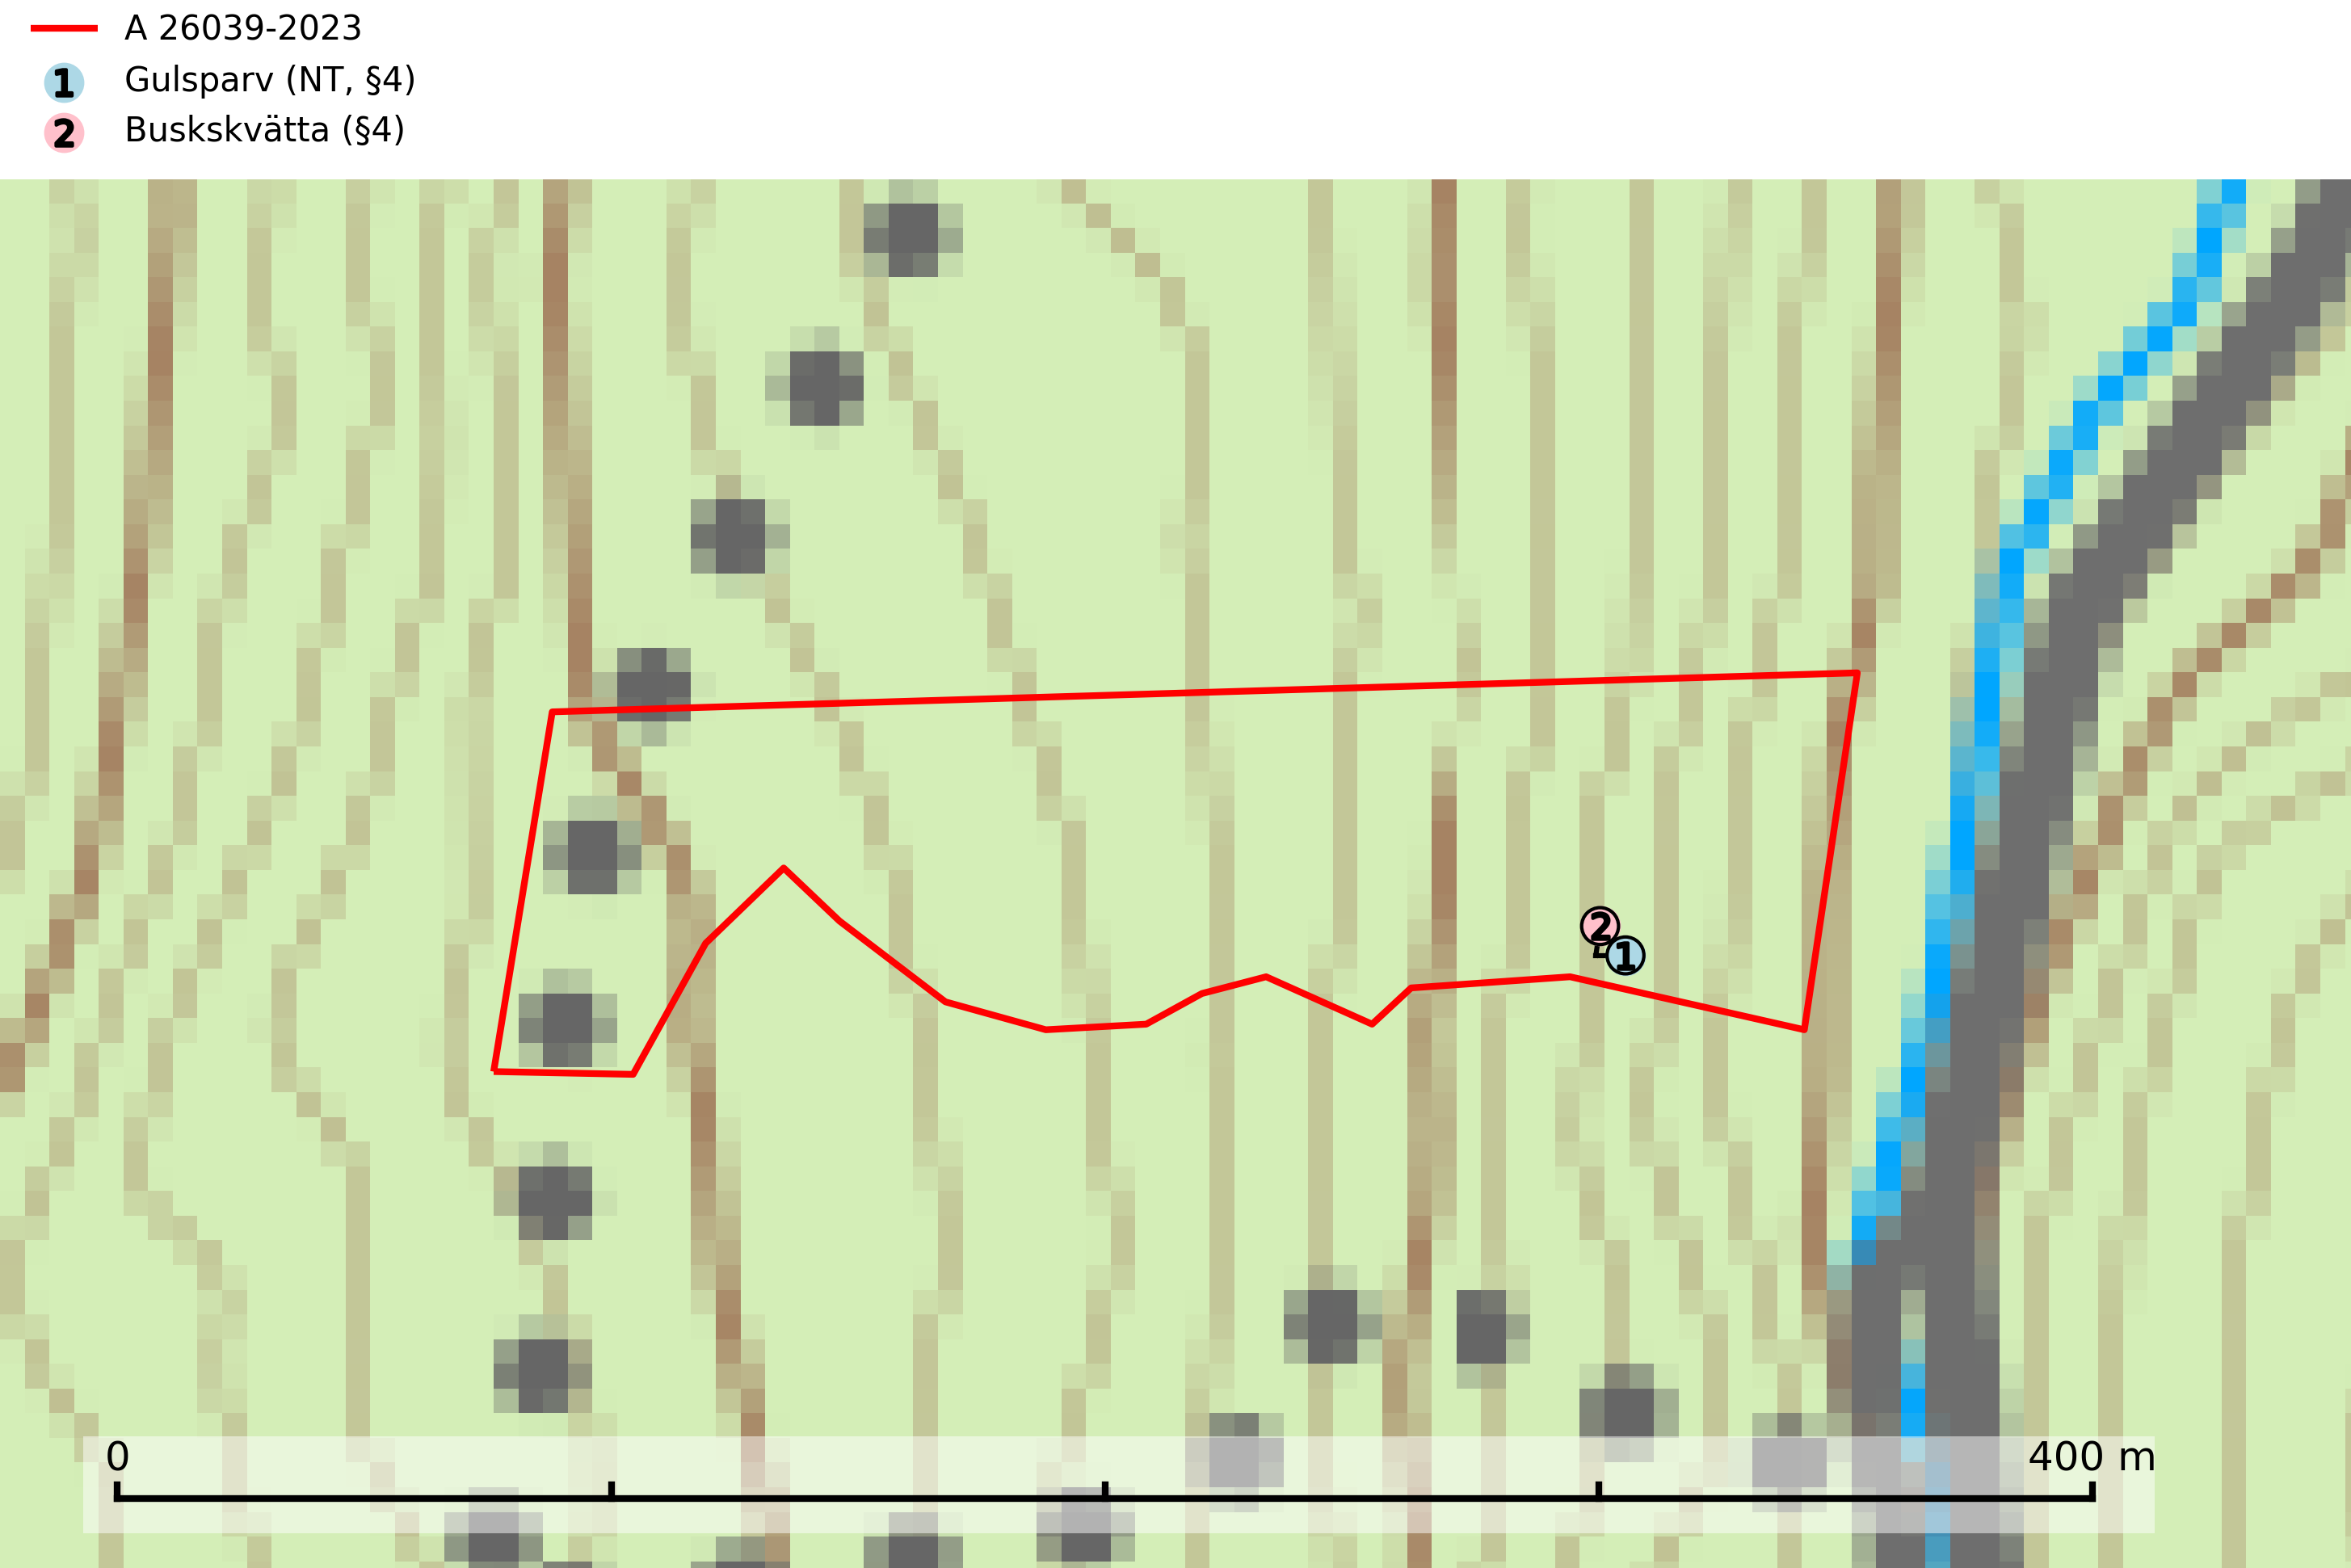 A 26039-2023
1 Gulsparv (NT, §4)
2 Buskskvätta (§4)
2
1
0 400 m